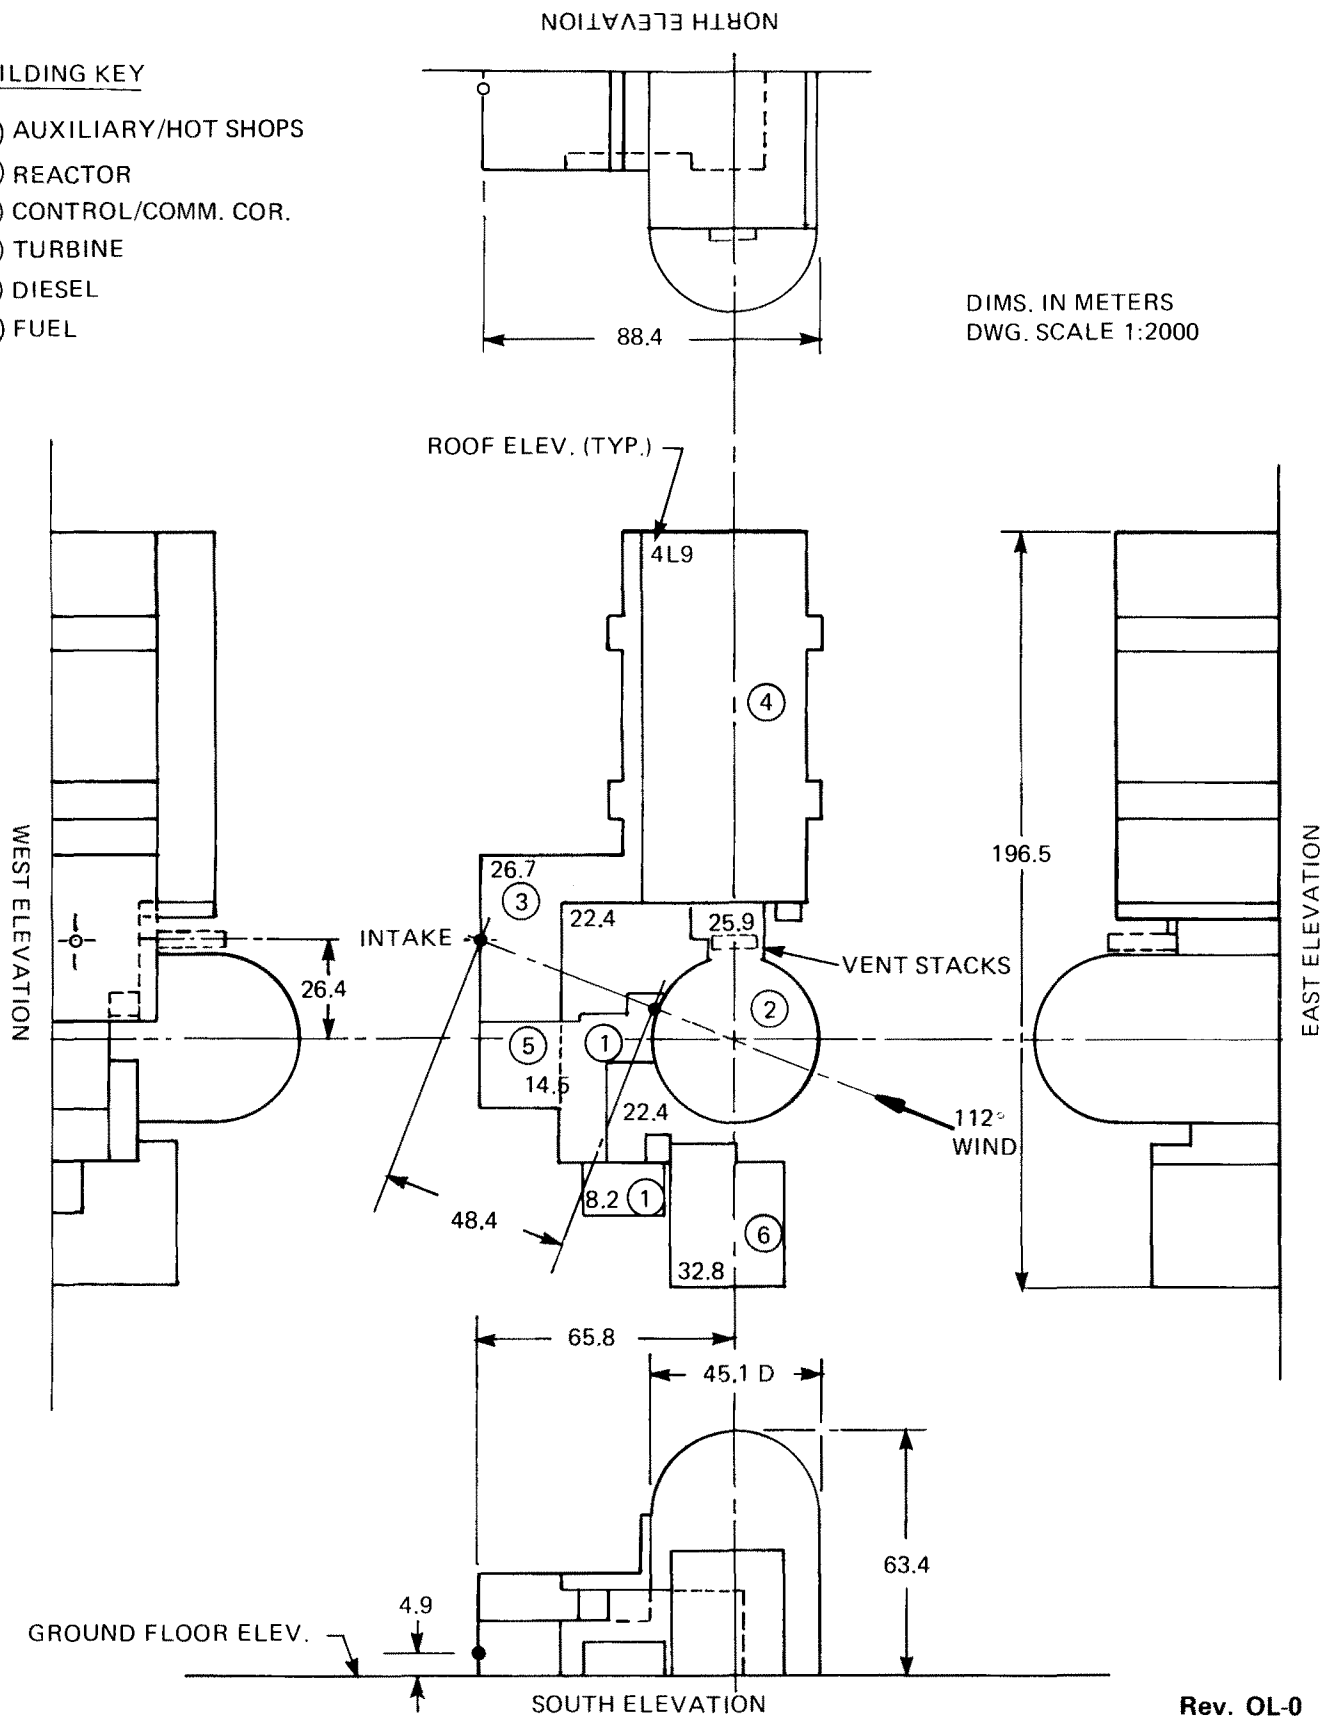 NORTH ELEVATION
ILDING KEY
) AUXILIARY/HOT SHOPS
) REACTOR
) CONTROL/COMM. COR.
) TURBINE
) DIESEL
) FUEL
88.4
DIMS. IN METERS
DWG. SCALE 1:2000
ROOF ELEV. (TYP.)
4L9
4
WEST ELEVATION
196.5
EAST ELEVATION
26.7
3
22.4
25.9
INTAKE
VENT STACKS
26.4
2
5
1
14.5
22.4
112°
WIND
8.2
1
48.4
6
32.8
65.8
45.1 D
63.4
4.9
GROUND FLOOR ELEV.
SOUTH ELEVATION
Rev. OL-0